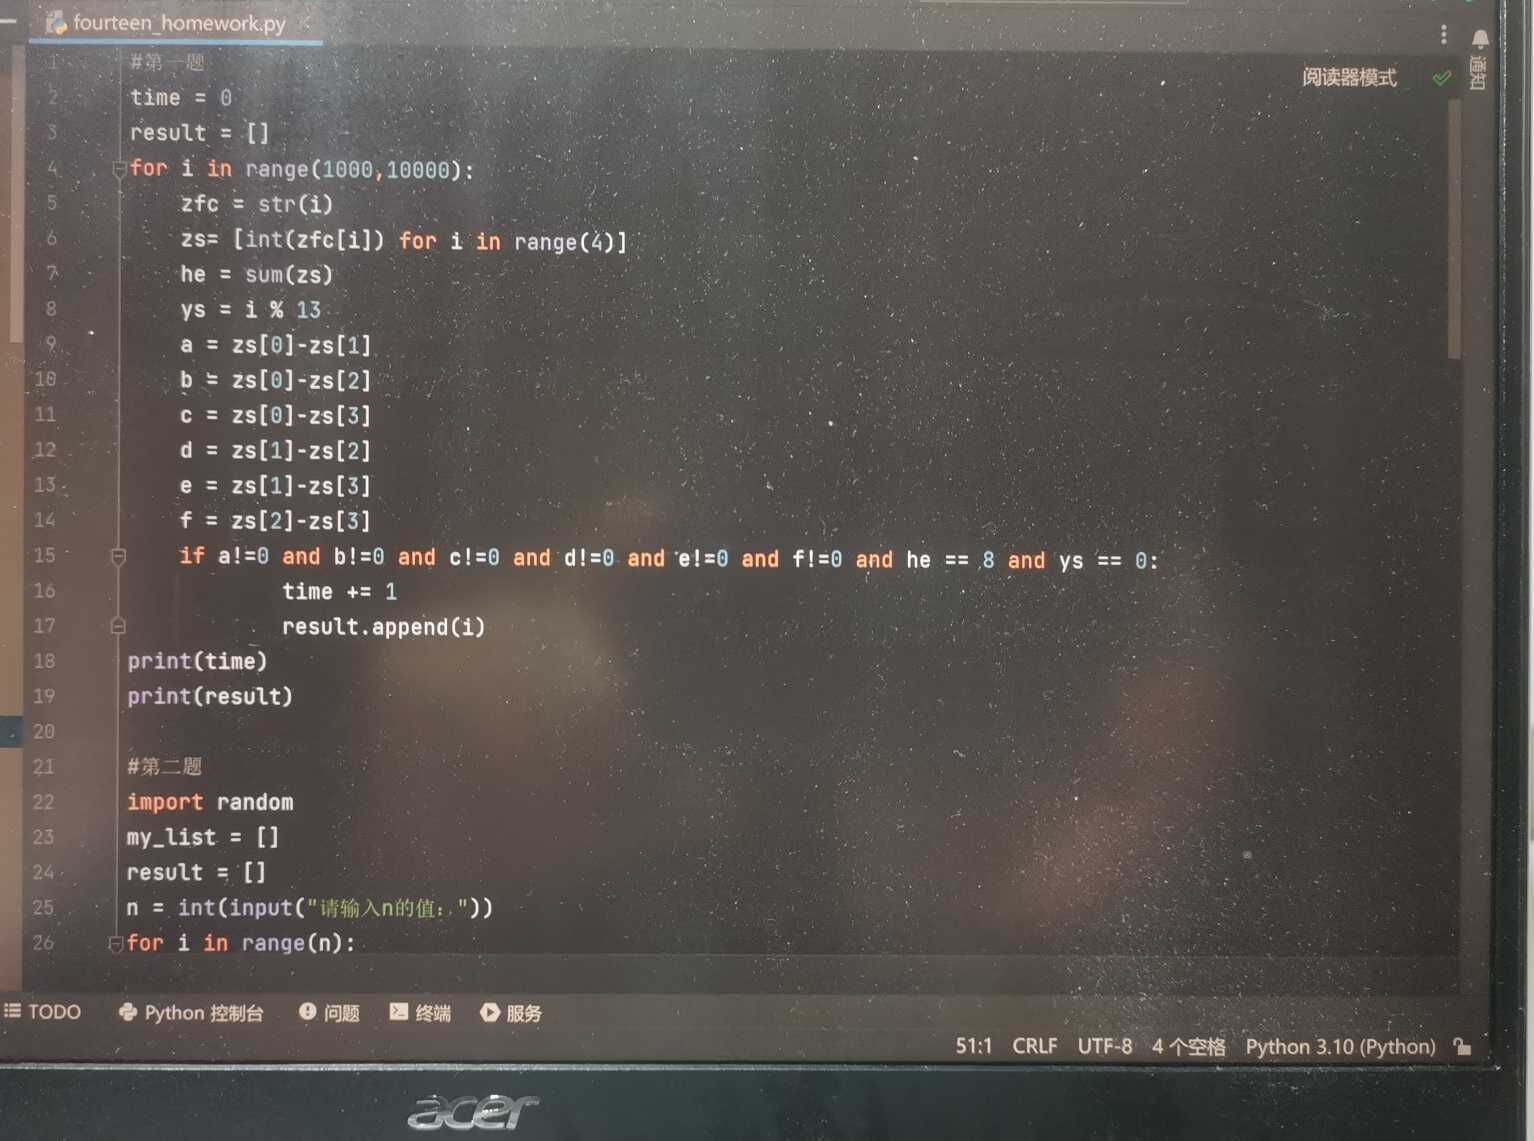 fourteen_homework.py
阅读器模式
通知
1 #第一题
2 time = 0
3 result = []
4 for i in range(1000,10000):
5 zfc = str(i)
6 zs= [int(zfc[i]) for i in range(4)]
7 he = sum(zs)
8 ys = i % 13
9 a = zs[0]-zs[1]
10 b = zs[0]-zs[2]
11 c = zs[0]-zs[3]
12 d = zs[1]-zs[2]
13 e = zs[1]-zs[3]
14 f = zs[2]-zs[3]
15 if a!=0 and b!=0 and c!=0 and d!=0 and e!=0 and f!=0 and he == 8 and ys == 0:
16 time += 1
17 result.append(i)
18 print(time)
19 print(result)
20
21 #第二题
22 import random
23 my_list = []
24 result = []
25 n = int(input("请输入n的值："))
26 for i in range(n):
TODO Python 控制台 问题 终端 服务
51:1 CRLF UTF-8 4 个空格 Python 3.10 (Python)
acer